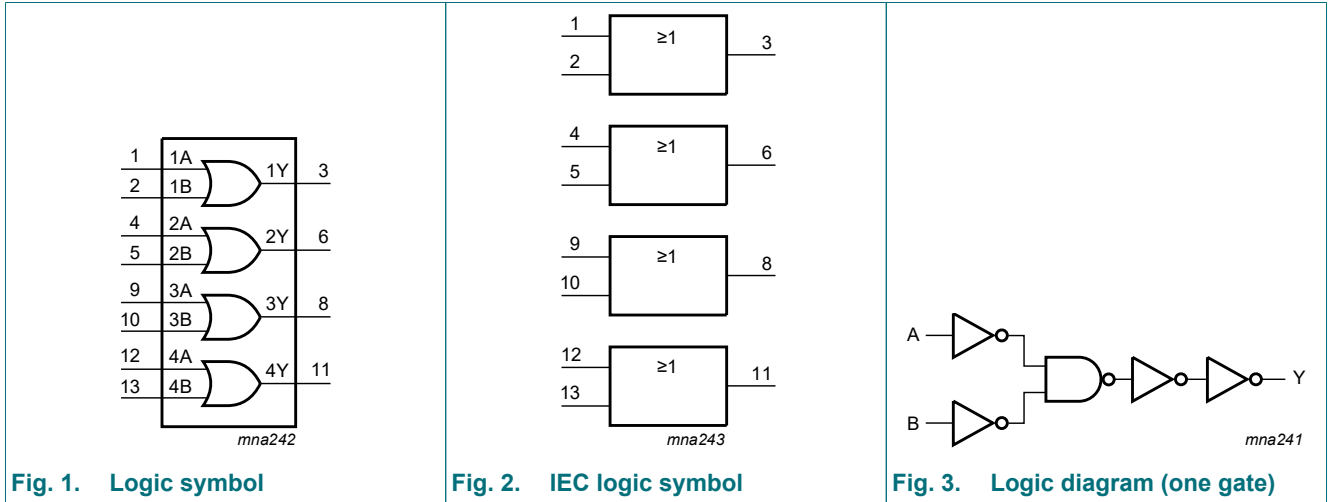 1 1A 1Y 3
2 1B
4 2A 2Y 6
5 2B
9 3A 3Y 8
10 3B
12 4A 4Y 11
13 4B
mna242
Fig. 1. Logic symbol
1 ≥1 3
2
4 ≥1 6
5
9 ≥1 8
10
12 ≥1 11
13
mna243
Fig. 2. IEC logic symbol
A
Y
B
mna241
Fig. 3. Logic diagram (one gate)